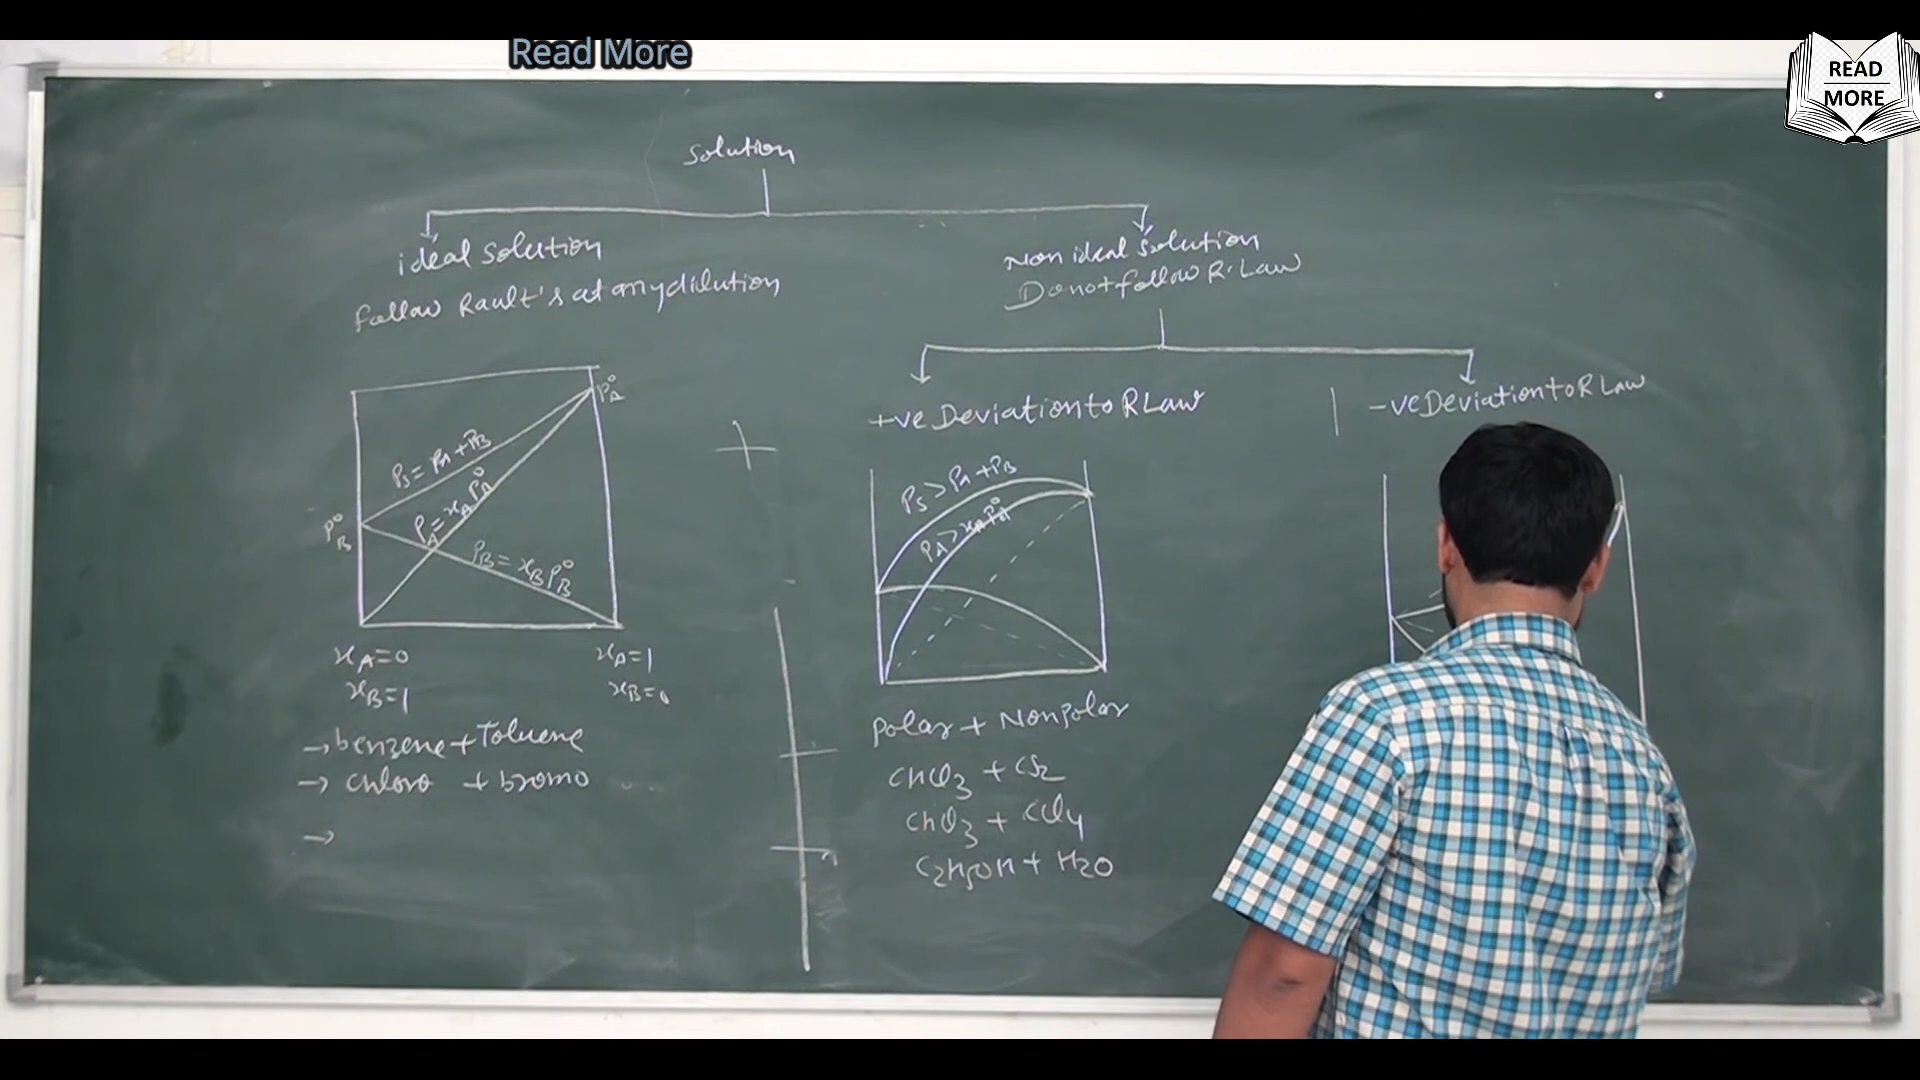 Read More
READ
MORE
Solution
ideal solution
Follow Rault's at any dilution
Non ideal solution
Do not follow R. Law
+ve Deviation to R Law
-ve Deviation to R Law
P°A
Ps = PA + PB
PA = xA P°A
P°B
PB = xB P°B
xA=0
xB=1
xA=1
xB=0
→ benzene + Toluene
→ chloro + bromo
→
Ps > PA + PB
PA > xA P°A
Polar + Nonpolar
CHCl3 + CS2
CHCl3 + CCl4
C2H5OH + H2O